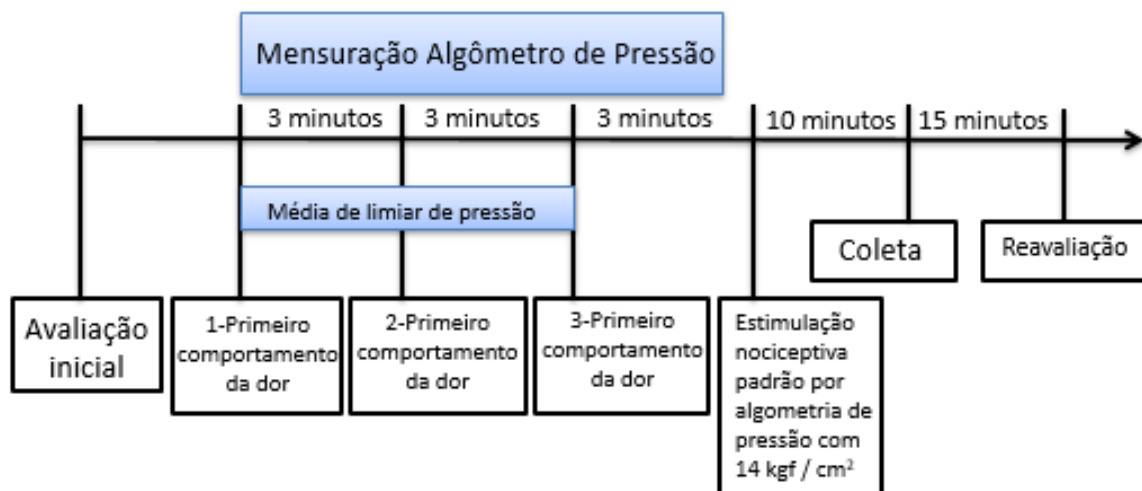 Mensuração Algômetro de Pressão
3 minutos
3 minutos
3 minutos
10 minutos
15 minutos
Média de limiar de pressão
Coleta
Reavaliação
Avaliação
inicial
1-Primeiro
comportamento
da dor
2-Primeiro
comportamento
da dor
3-Primeiro
comportamento
da dor
Estimulação
nociceptiva
padrão por
algometria de
pressão com
14 kgf / cm²